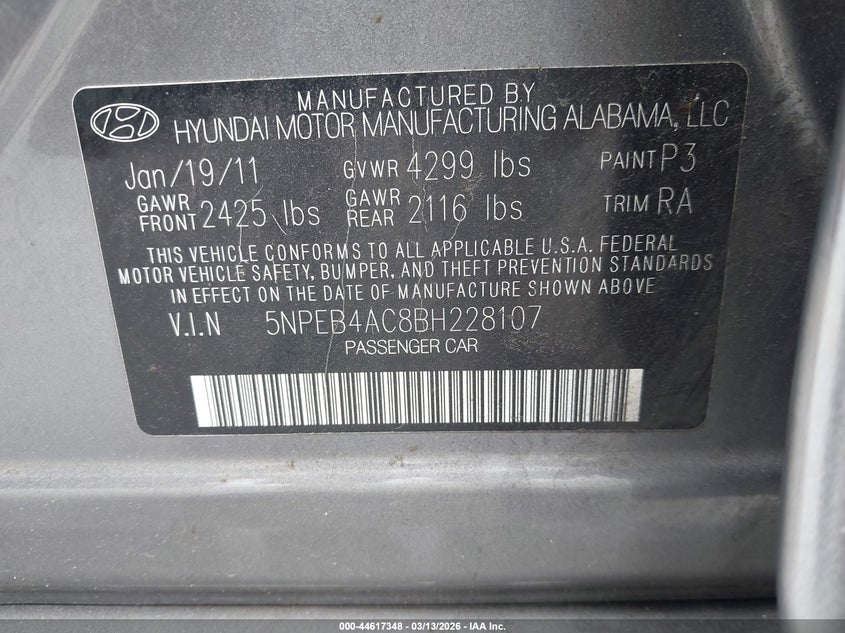 MANUFACTURED BY
HYUNDAI MOTOR MANUFACTURING ALABAMA, LLC
Jan/19/11 GVWR 4299 lbs PAINT P3
GAWR FRONT 2425 lbs GAWR REAR 2116 lbs TRIM RA
THIS VEHICLE CONFORMS TO ALL APPLICABLE U.S.A. FEDERAL
MOTOR VEHICLE SAFETY, BUMPER, AND THEFT PREVENTION STANDARDS
IN EFFECT ON THE DATE OF MANUFACTURE SHOWN ABOVE
V.I.N 5NPEB4AC8BH228107
PASSENGER CAR
000-44617348 - 03/13/2026 - IAA Inc.